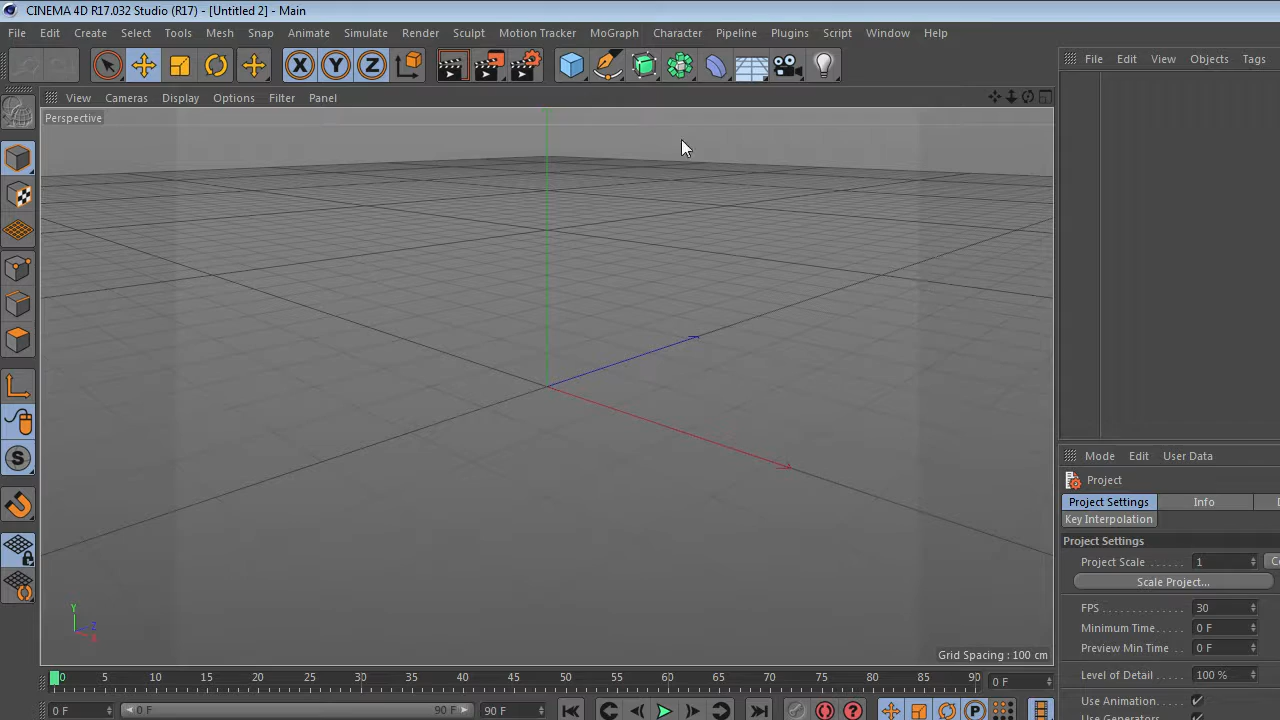 CINEMA 4D R17.032 Studio (R17) - [Untitled 2] - Main
File Edit Create Select Tools Mesh Snap Animate Simulate Render Sculpt Motion Tracker MoGraph Character Pipeline Plugins Script Window Help
X Y Z
File Edit View Objects Tags
View Cameras Display Options Filter Panel
Perspective
S
Mode Edit User Data
Project
Project Settings Info
Key Interpolation
Project Settings
Project Scale . . . . . . 1
Scale Project...
FPS . . . . . . . . . . . . . . 30
Minimum Time. . . . . 0 F
Preview Min Time . . 0 F
Level of Detail . . . . . 100 %
Use Animation. . . . .
Y
Z
X
Grid Spacing : 100 cm
0 5 10 15 20 25 30 35 40 45 50 55 60 65 70 75 80 85 90 0 F
0 F 0 F 90 F 90 F ? P